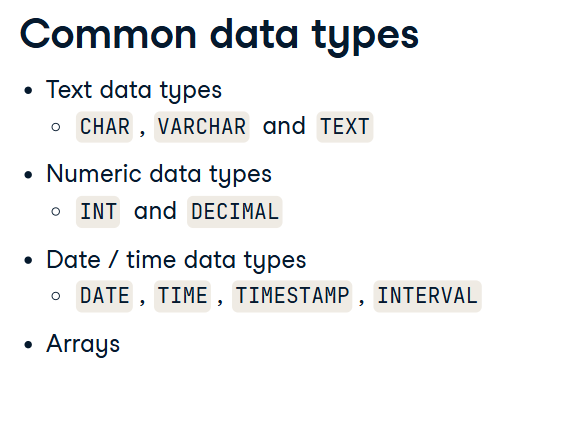 Common data types
• Text data types
○ CHAR , VARCHAR and TEXT
• Numeric data types
○ INT and DECIMAL
• Date / time data types
○ DATE , TIME , TIMESTAMP , INTERVAL
• Arrays